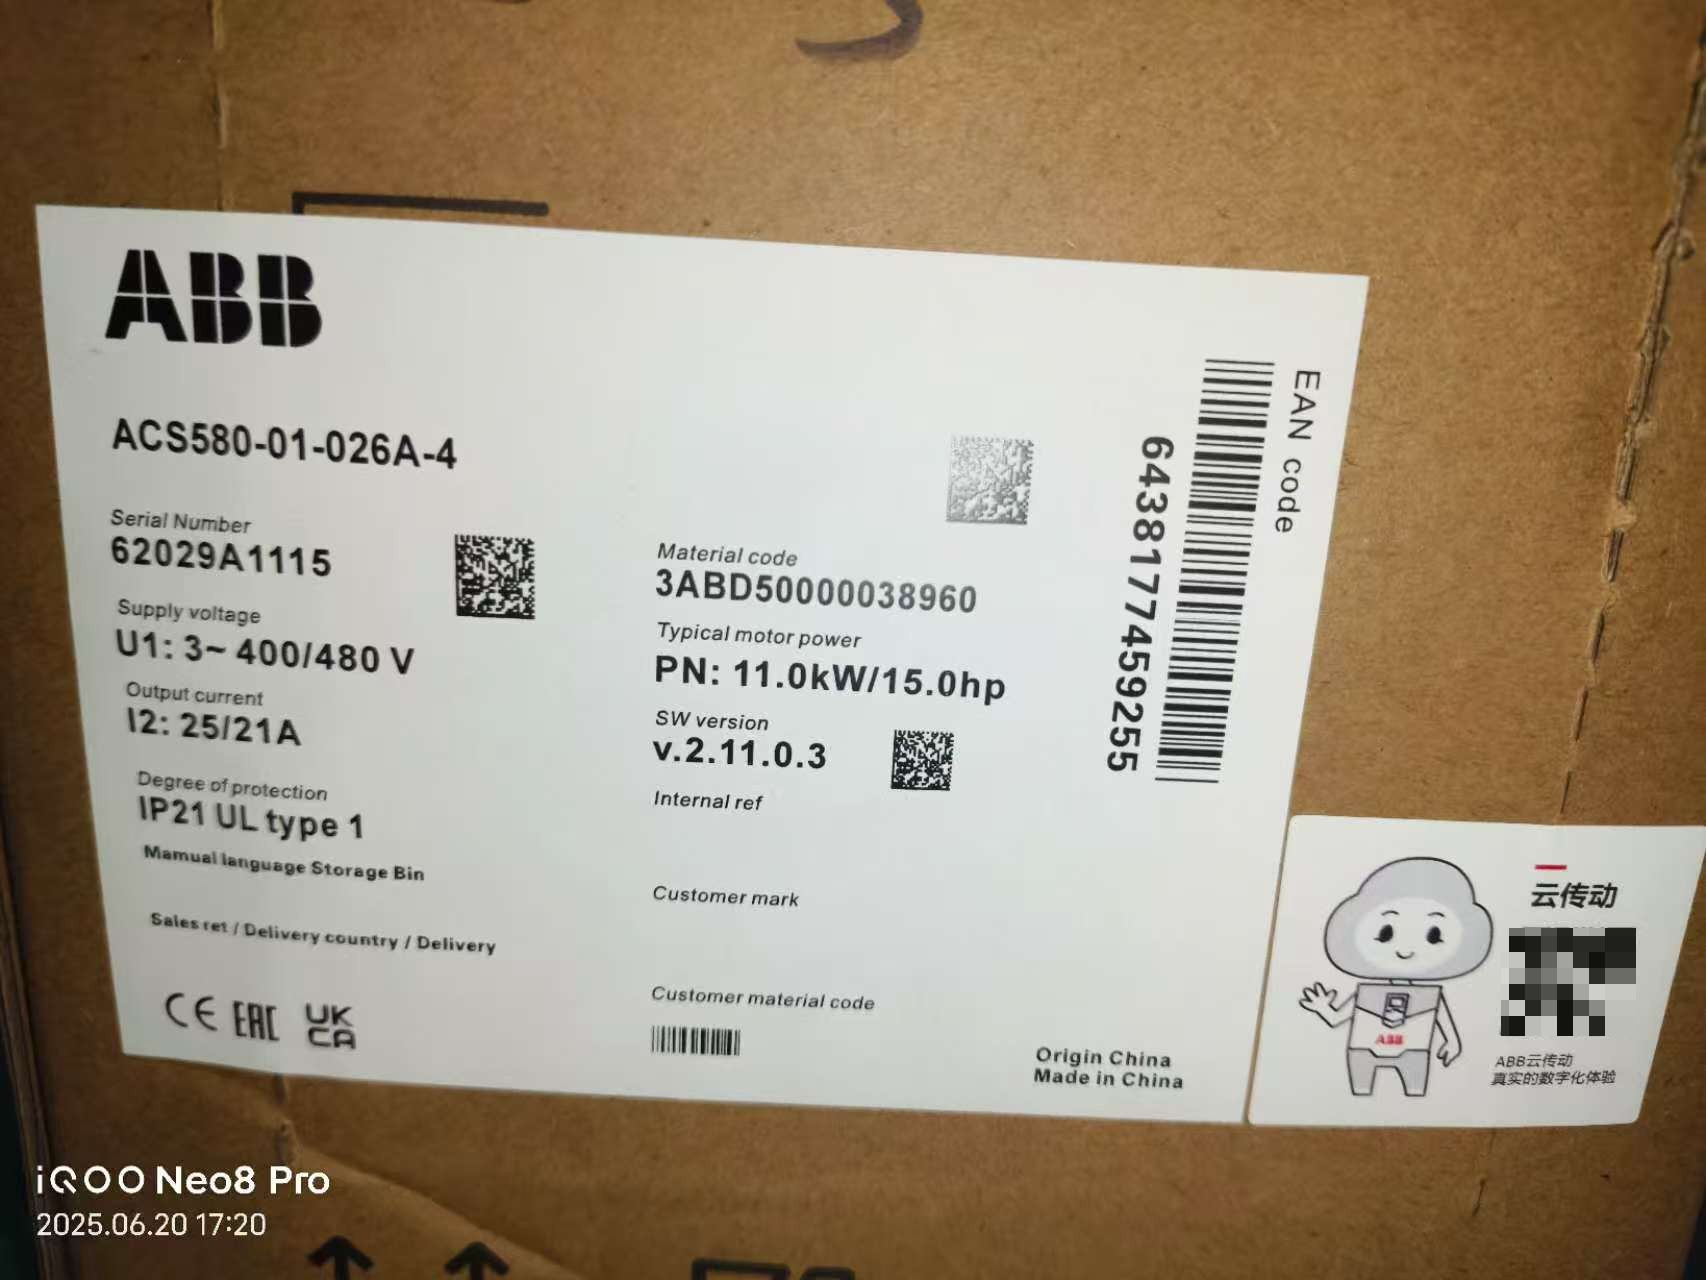 ABB
ACS580-01-026A-4
Serial Number
62029A1115
Supply voltage
U1: 3~ 400/480 V
Output current
I2: 25/21A
Degree of protection
IP21 UL type 1
Mamual language Storage Bin
Sales ret / Delivery country / Delivery
CE EAC UK
CA
Material code
3ABD50000038960
Typical motor power
PN: 11.0kW/15.0hp
SW version
v.2.11.0.3
Internal ref
Customer mark
Customer material code
Origin China
Made in China
EAN code
6438177459255
云传动
ABB
ABB云传动
真实的数字化体验
iQOO Neo8 Pro
2025.06.20 17:20